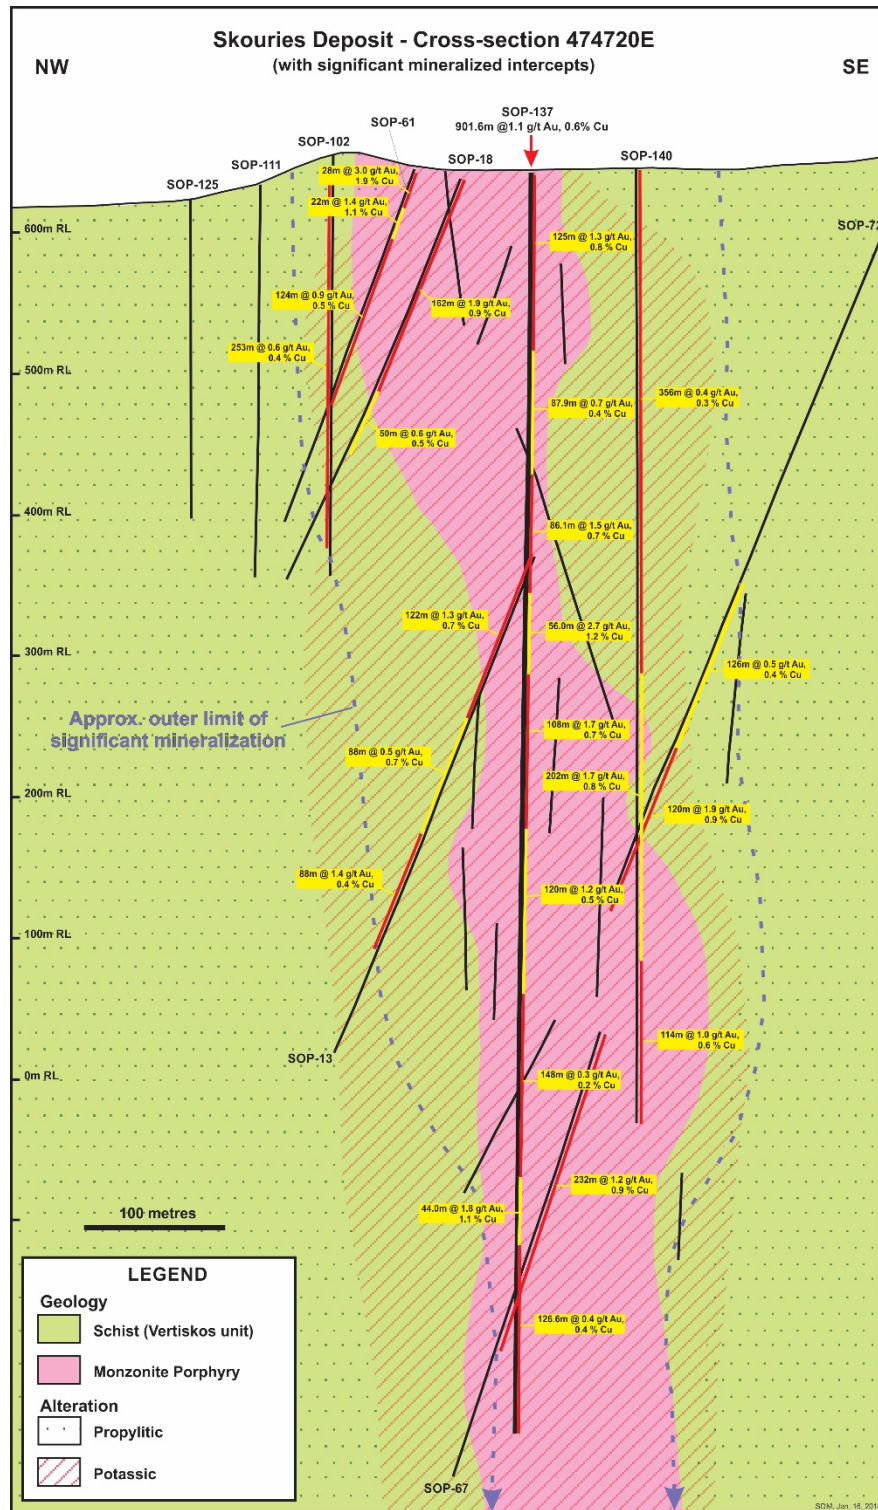 Skouries Deposit - Cross-section 474720E
(with significant mineralized intercepts)
NW
SE
SOP-137
901.6m @1.1 g/t Au, 0.6% Cu
SOP-61
SOP-102
SOP-18
SOP-140
SOP-111
SOP-125
SOP-72
28m @ 3.0 g/t Au,
1.9 % Cu
22m @ 1.4 g/t Au,
1.1 % Cu
600m RL
125m @ 1.3 g/t Au,
0.8 % Cu
124m @ 0.9 g/t Au,
0.5 % Cu
162m @ 1.9 g/t Au,
0.9 % Cu
253m @ 0.6 g/t Au,
0.4 % Cu
500m RL
87.9m @ 0.7 g/t Au,
0.4 % Cu
356m @ 0.4 g/t Au,
0.3 % Cu
50m @ 0.6 g/t Au,
0.5 % Cu
400m RL
86.1m @ 1.5 g/t Au,
0.7 % Cu
122m @ 1.3 g/t Au,
0.7 % Cu
56.0m @ 2.7 g/t Au,
1.2 % Cu
300m RL
126m @ 0.5 g/t Au,
0.4 % Cu
Approx. outer limit of
significant mineralization
108m @ 1.7 g/t Au,
0.7 % Cu
88m @ 0.5 g/t Au,
0.7 % Cu
202m @ 1.7 g/t Au,
0.8 % Cu
200m RL
120m @ 1.9 g/t Au,
0.9 % Cu
88m @ 1.4 g/t Au,
0.4 % Cu
120m @ 1.2 g/t Au,
0.5 % Cu
100m RL
114m @ 1.0 g/t Au,
0.6 % Cu
SOP-13
0m RL
148m @ 0.3 g/t Au,
0.2 % Cu
232m @ 1.2 g/t Au,
0.9 % Cu
44.0m @ 1.8 g/t Au,
1.1 % Cu
100 metres
126.6m @ 0.4 g/t Au,
0.4 % Cu
LEGEND
Geology
Schist (Vertiskos unit)
Monzonite Porphyry
Alteration
Propylitic
Potassic
SOP-67
SDM, Jan. 16, 201